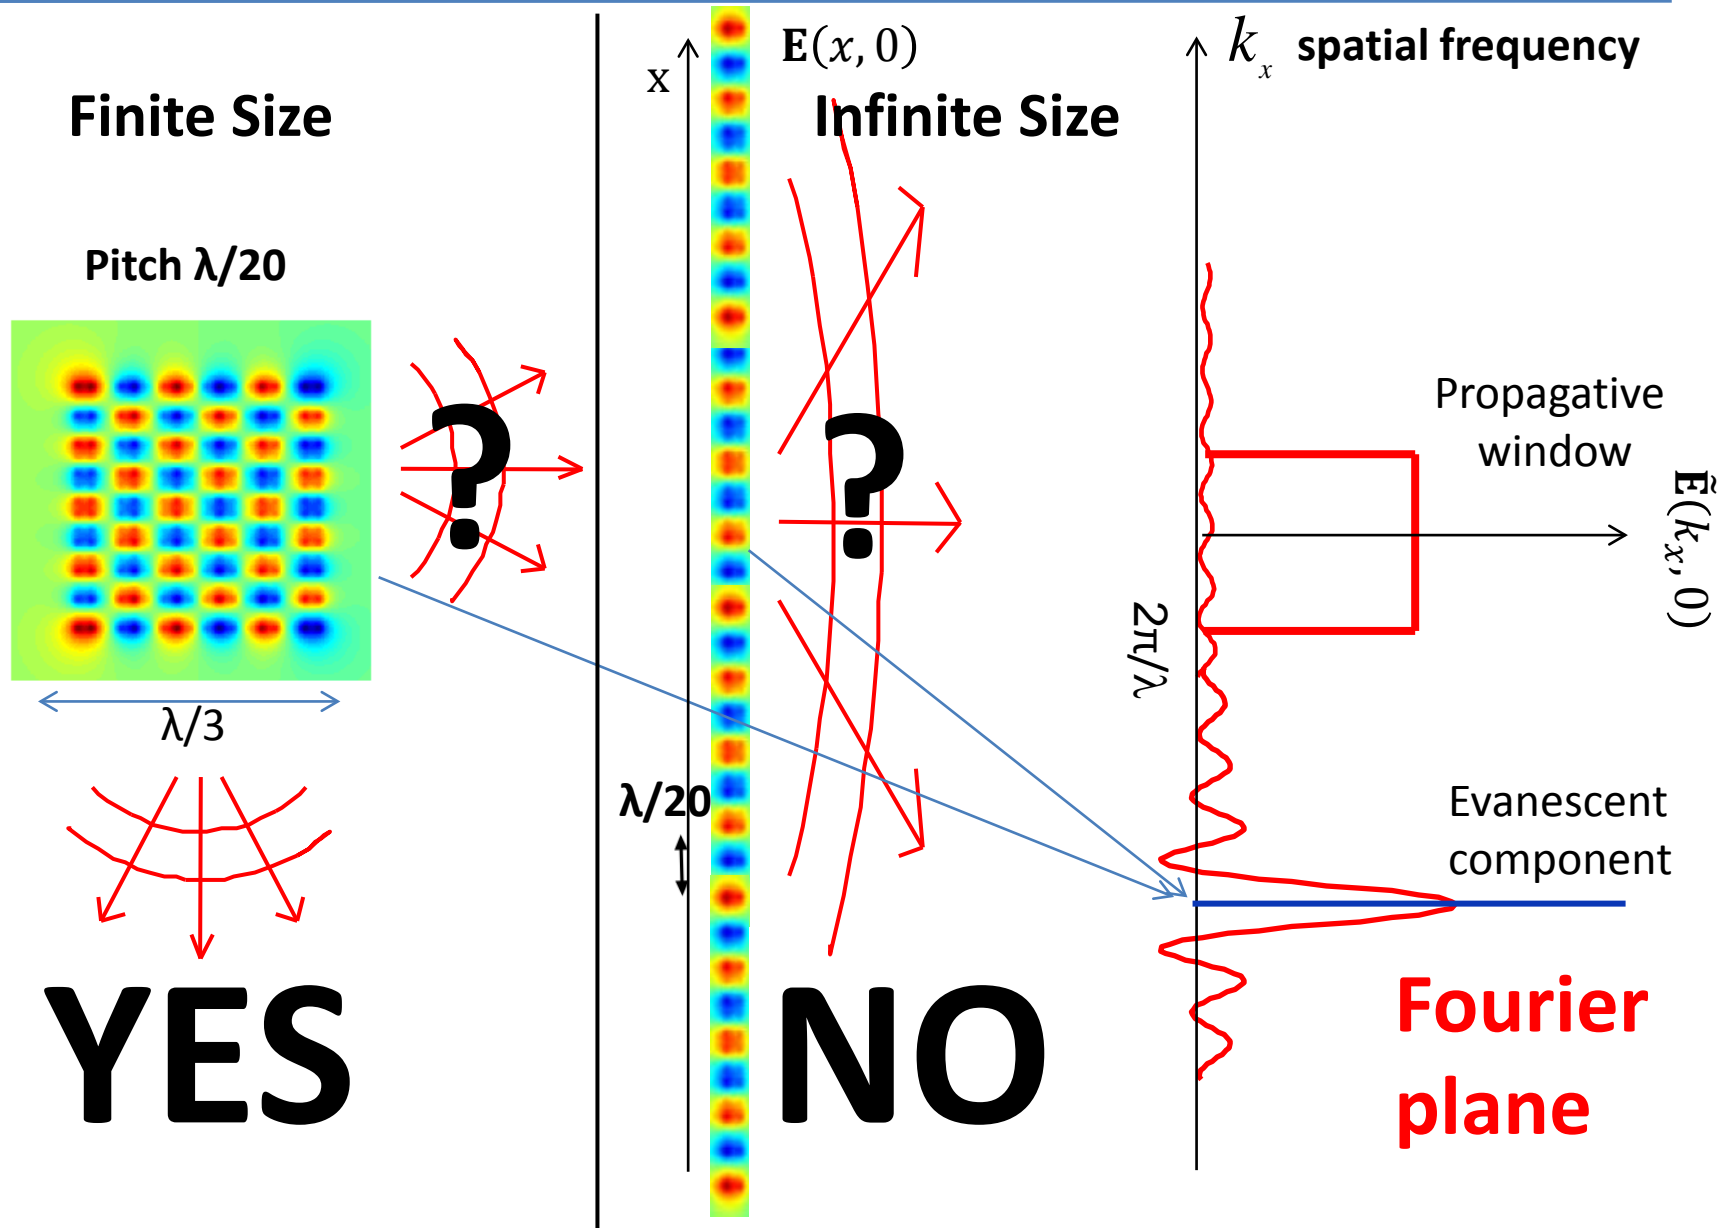 Finite Size
Pitch λ/20
?
λ/3
YES
x
E(x, 0)
Infinite Size
?
λ/20
NO
k_x spatial frequency
Propagative
window
Ẽ(k_x, 0)
2π/λ
Evanescent
component
Fourier
plane